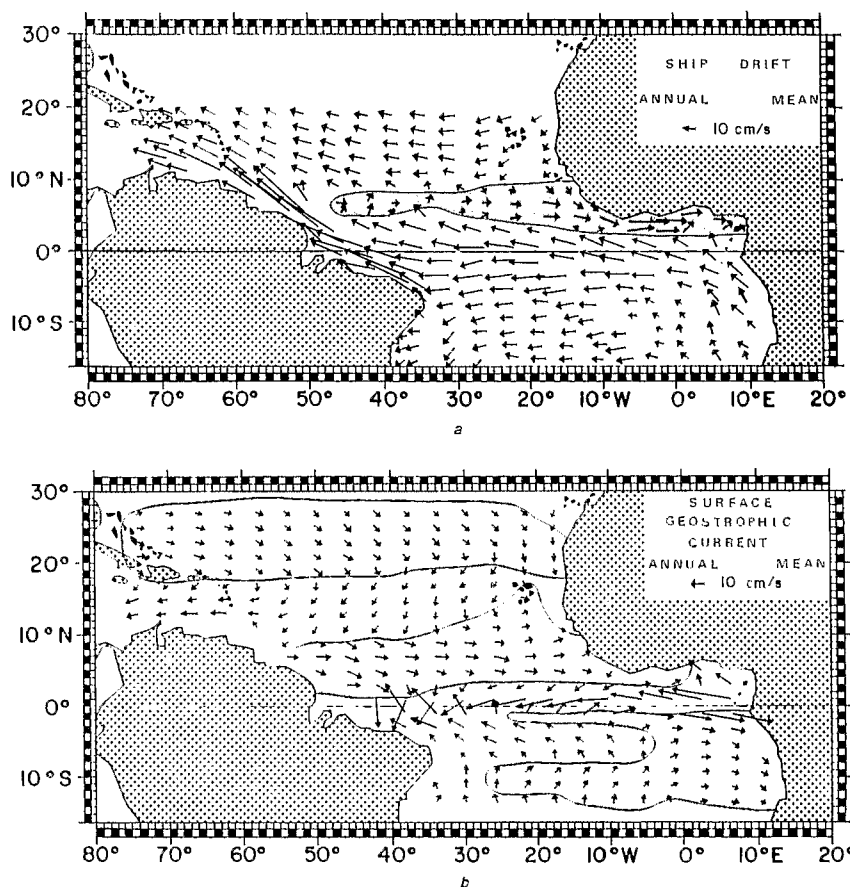 30°
20°
10°N
0°
10°S
SHIP DRIFT
ANNUAL MEAN
10 cm/s
80° 70° 60° 50° 40° 30° 20° 10°W 0° 10°E 20°
a
30°
20°
10°N
0°
10°S
SURFACE
GEOSTROPHIC
CURRENT
ANNUAL MEAN
10 cm/s
80° 70° 60° 50° 40° 30° 20° 10°W 0° 10°E 20°
b